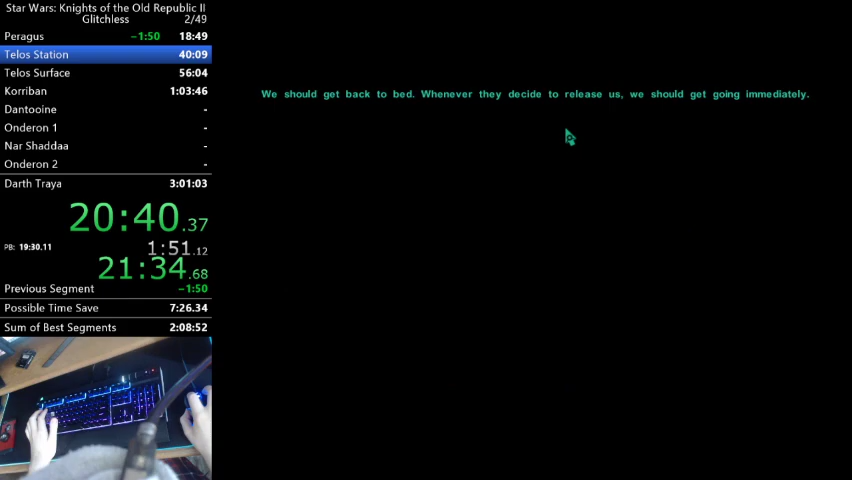 Star Wars: Knights of the Old Republic II
Glitchless 2/49
Peragus -1:50 18:49
Telos Station 40:09
Telos Surface 56:04
Korriban 1:03:46
Dantooine -
Onderon 1 -
Nar Shaddaa -
Onderon 2 -
Darth Traya 3:01:03
20:40.37
PB: 19:30.11 1:51.12
21:34.68
Previous Segment -1:50
Possible Time Save 7:26.34
Sum of Best Segments 2:08:52
We should get back to bed. Whenever they decide to release us, we should get going immediately.